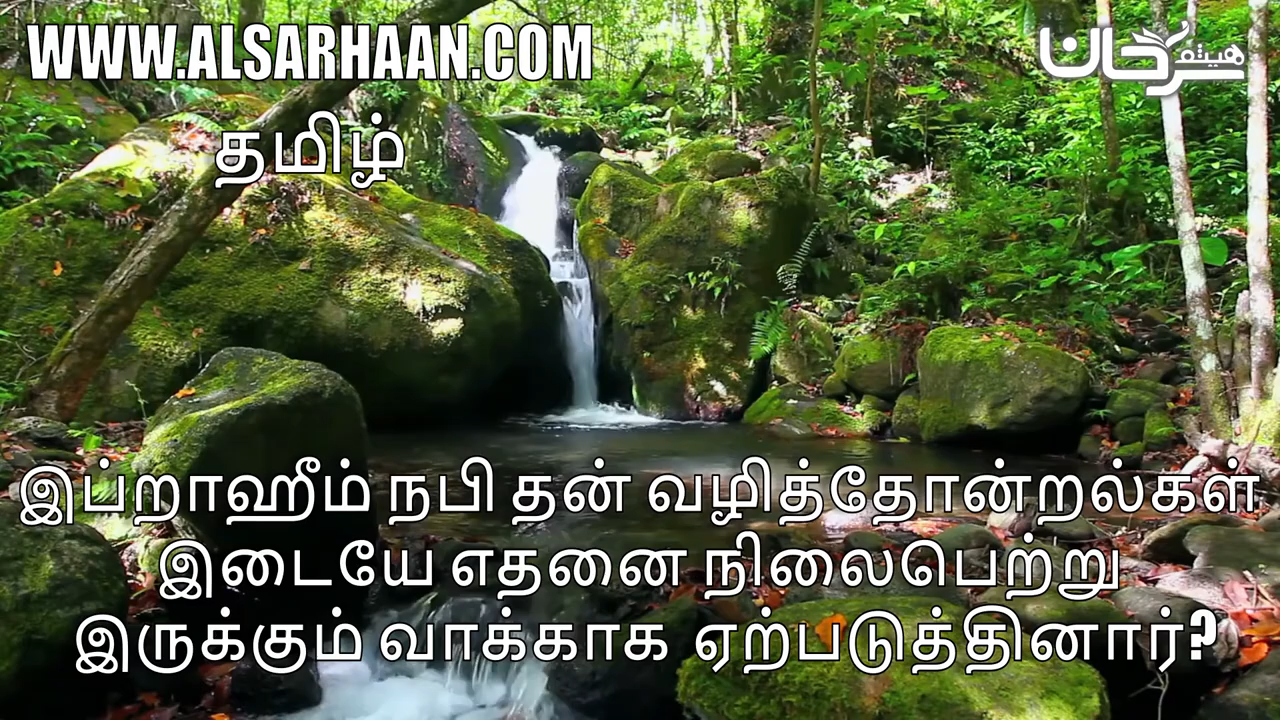 WWW.ALSARHAAN.COM
தமிழ்
இப்றாஹீம் நபி தன் வழித்தோன்றல்கள்
இடையே எதனை நிலைபெற்று
இருக்கும் வாக்காக ஏற்படுத்தினார்?